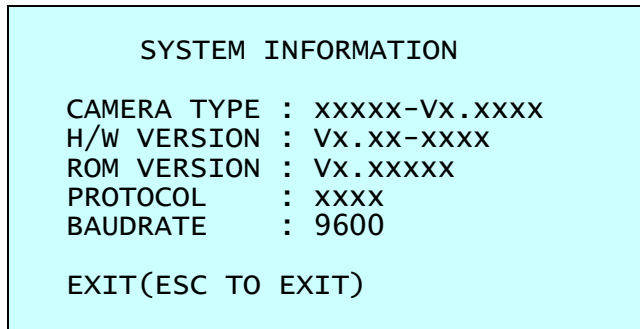 SYSTEM INFORMATION
CAMERA TYPE : xxxxx-Vx.xxxx
H/W VERSION : Vx.xx-xxxx
ROM VERSION : Vx.xxxxx
PROTOCOL : xxxx
BAUDRATE : 9600
EXIT(ESC TO EXIT)